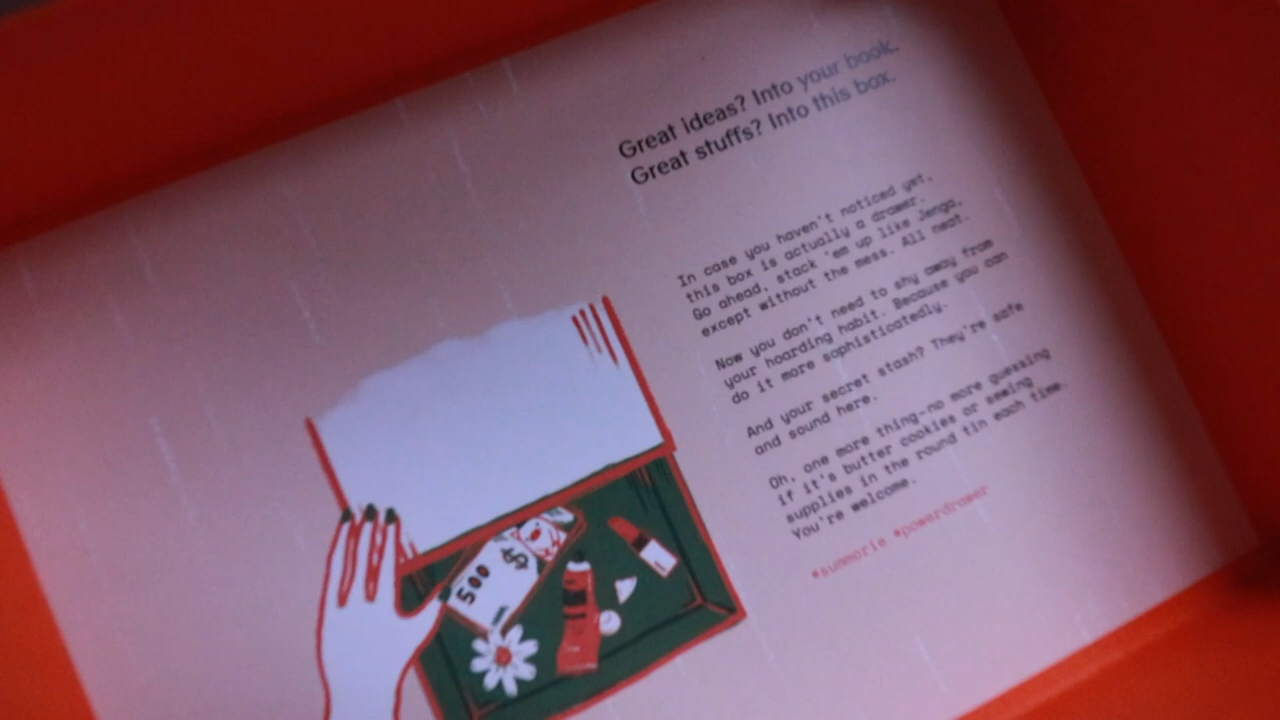 Great ideas? Into your book.
Great stuffs? Into this box.
In case you haven't noticed yet,
this box is actually a drawer.
Go ahead, stack 'em up like Jenga,
except without the mess. All neat.
Now you don't need to shy away from
your hoarding habit. Because you can
do it more sophisticatedly.
And your secret stash? They're safe
and sound here.
Oh, one more thing—no more guessing
if it's butter cookies or sewing
supplies in the round tin each time.
You're welcome.
#sunmorie #powerdrawer
500 $